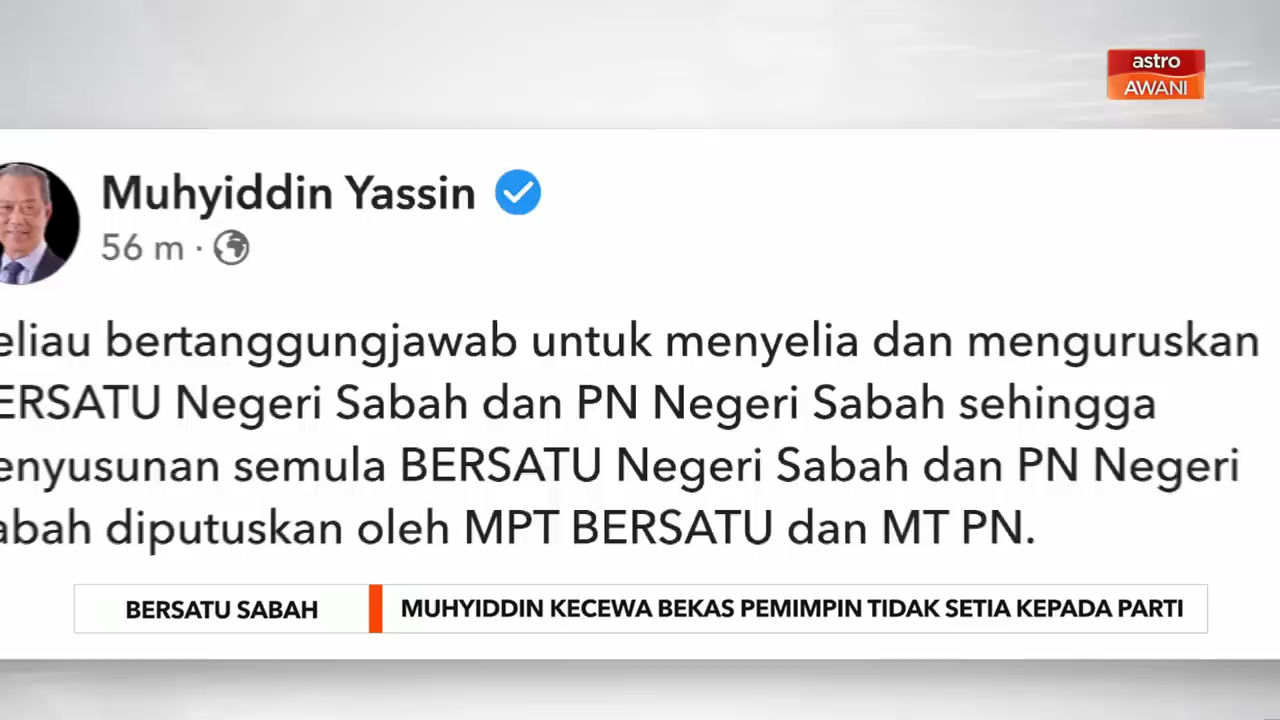 astro
AWANI
Muhyiddin Yassin
56 m ·
eliau bertanggungjawab untuk menyelia dan menguruskan
ERSATU Negeri Sabah dan PN Negeri Sabah sehingga
enyusunan semula BERSATU Negeri Sabah dan PN Negeri
abah diputuskan oleh MPT BERSATU dan MT PN.
BERSATU SABAH
MUHYIDDIN KECEWA BEKAS PEMIMPIN TIDAK SETIA KEPADA PARTI